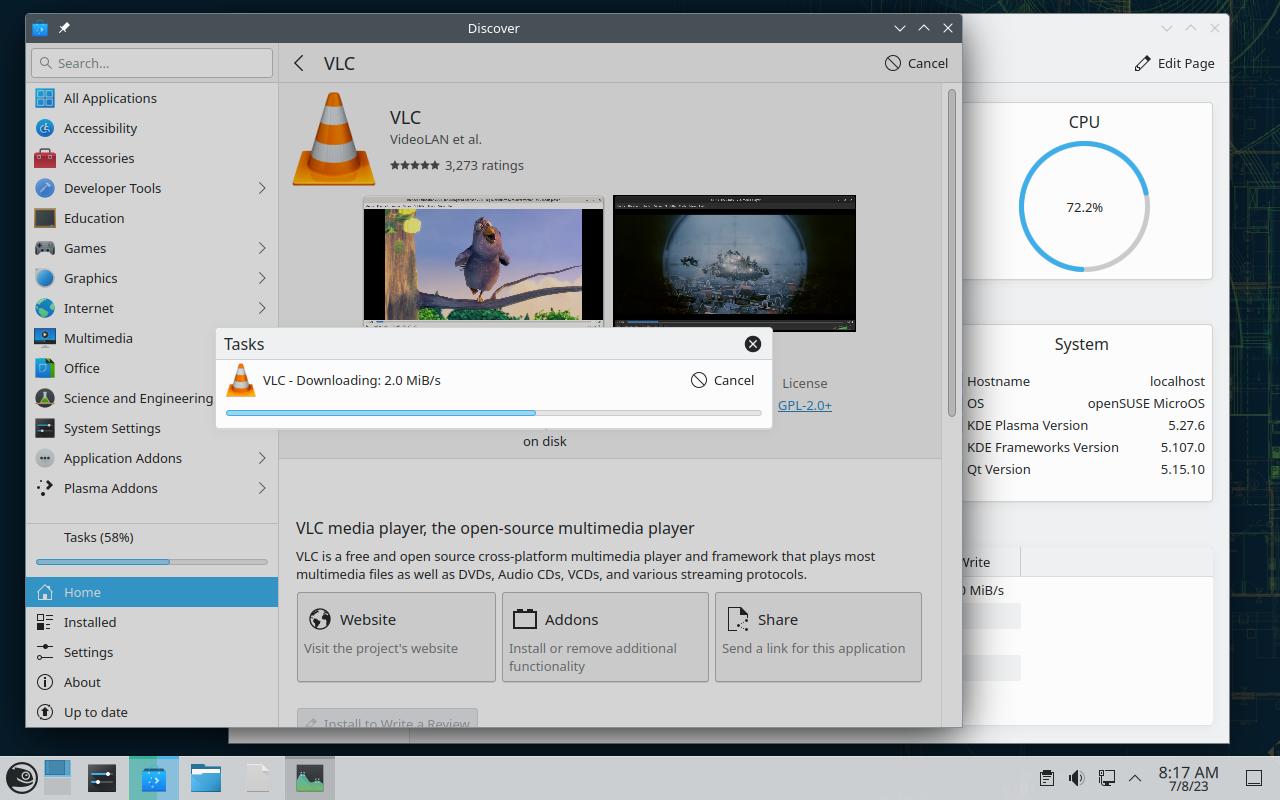 Discover
Search...
VLC
Cancel
Edit Page
All Applications
Accessibility
Accessories
Developer Tools
Education
Games
Graphics
Internet
Multimedia
Office
Science and Engineering
System Settings
Application Addons
Plasma Addons
Tasks (58%)
Home
Installed
Settings
About
Up to date
VLC
VideoLAN et al.
3,273 ratings
Tasks
VLC - Downloading: 2.0 MiB/s
Cancel
License
GPL-2.0+
on disk
VLC media player, the open-source multimedia player
VLC is a free and open source cross-platform multimedia player and framework that plays most
multimedia files as well as DVDs, Audio CDs, VCDs, and various streaming protocols.
Website
Visit the project's website
Addons
Install or remove additional
functionality
Share
Send a link for this application
Install to Write a Review
CPU
72.2%
System
Hostname localhost
OS openSUSE MicroOS
KDE Plasma Version 5.27.6
KDE Frameworks Version 5.107.0
Qt Version 5.15.10
Write
MiB/s
8:17 AM
7/8/23